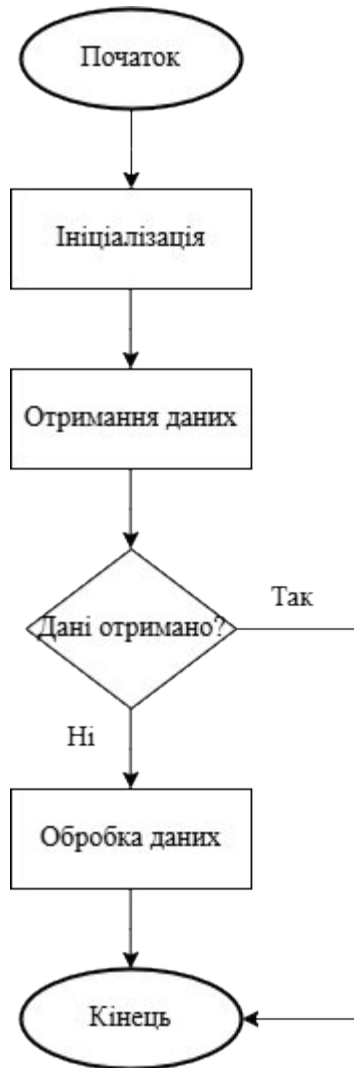 Початок
Ініціалізація
Отримання даних
Дані отримано?
Так
Ні
Обробка даних
Кінець